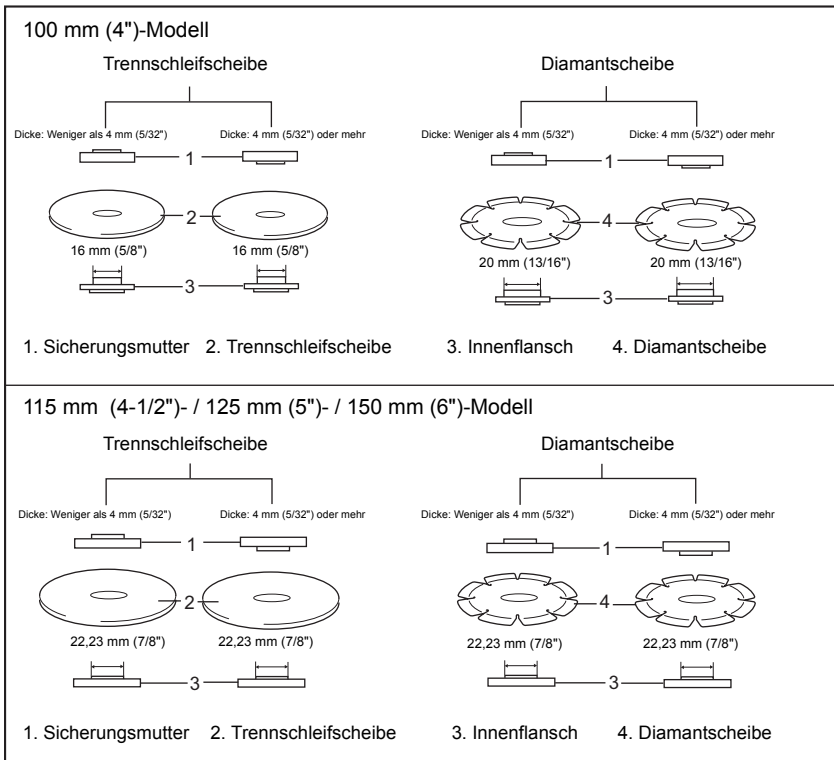 100 mm (4")-Modell
Trennschleifscheibe Diamantscheibe
Dicke: Weniger als 4 mm (5/32") Dicke: 4 mm (5/32") oder mehr Dicke: Weniger als 4 mm (5/32") Dicke: 4 mm (5/32") oder mehr
1 1
2 4
16 mm (5/8") 16 mm (5/8") 20 mm (13/16") 20 mm (13/16")
3 3
1. Sicherungsmutter 2. Trennschleifscheibe 3. Innenflansch 4. Diamantscheibe
115 mm (4-1/2")- / 125 mm (5")- / 150 mm (6")-Modell
Trennschleifscheibe Diamantscheibe
Dicke: Weniger als 4 mm (5/32") Dicke: 4 mm (5/32") oder mehr Dicke: Weniger als 4 mm (5/32") Dicke: 4 mm (5/32") oder mehr
1 1
2 4
22,23 mm (7/8") 22,23 mm (7/8") 22,23 mm (7/8") 22,23 mm (7/8")
3 3
1. Sicherungsmutter 2. Trennschleifscheibe 3. Innenflansch 4. Diamantscheibe